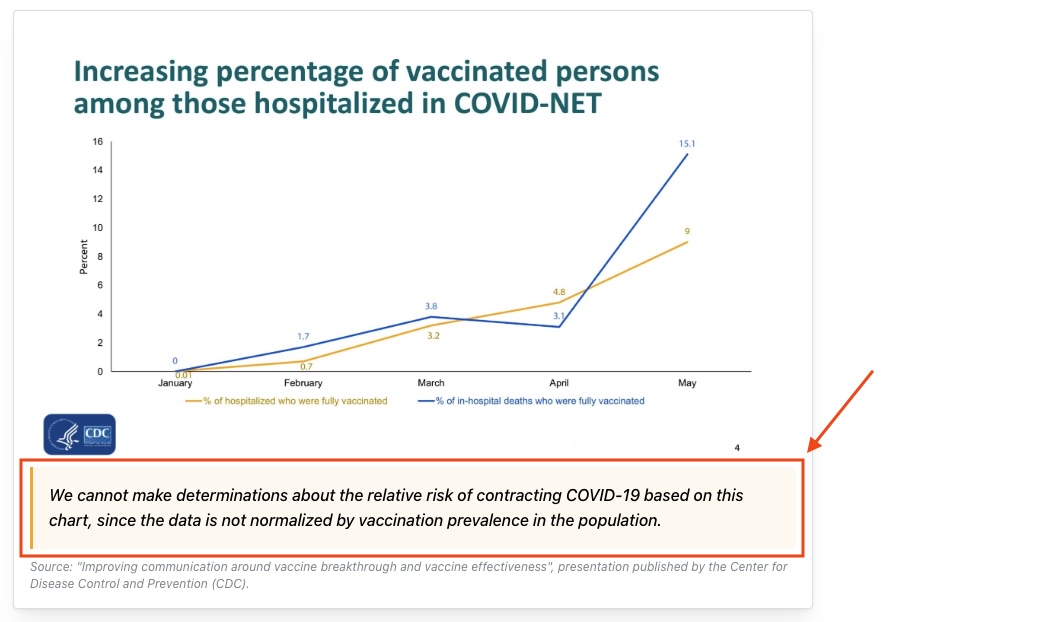 Increasing percentage of vaccinated persons
among those hospitalized in COVID-NET
16
14
12
10
8
6
4
2
0
Percent
0
0.01
1.7
0.7
3.8
3.2
4.8
3.1
15.1
9
January February March April May
% of hospitalized who were fully vaccinated % of in-hospital deaths who were fully vaccinated
CDC
4
We cannot make determinations about the relative risk of contracting COVID-19 based on this
chart, since the data is not normalized by vaccination prevalence in the population.
Source: "Improving communication around vaccine breakthrough and vaccine effectiveness", presentation published by the Center for
Disease Control and Prevention (CDC).